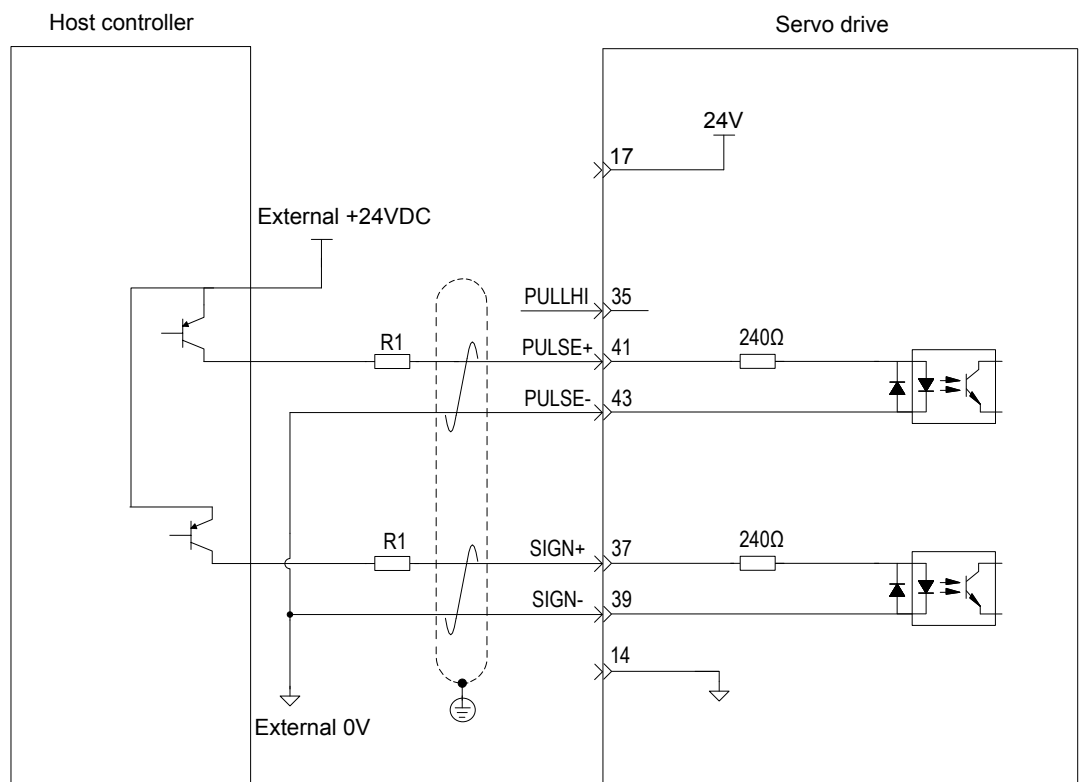 Host controller
Servo drive
24V
17
External +24VDC
PULLHI 35
R1 PULSE+ 41 240Ω
PULSE- 43
R1 SIGN+ 37 240Ω
SIGN- 39
14
External 0V